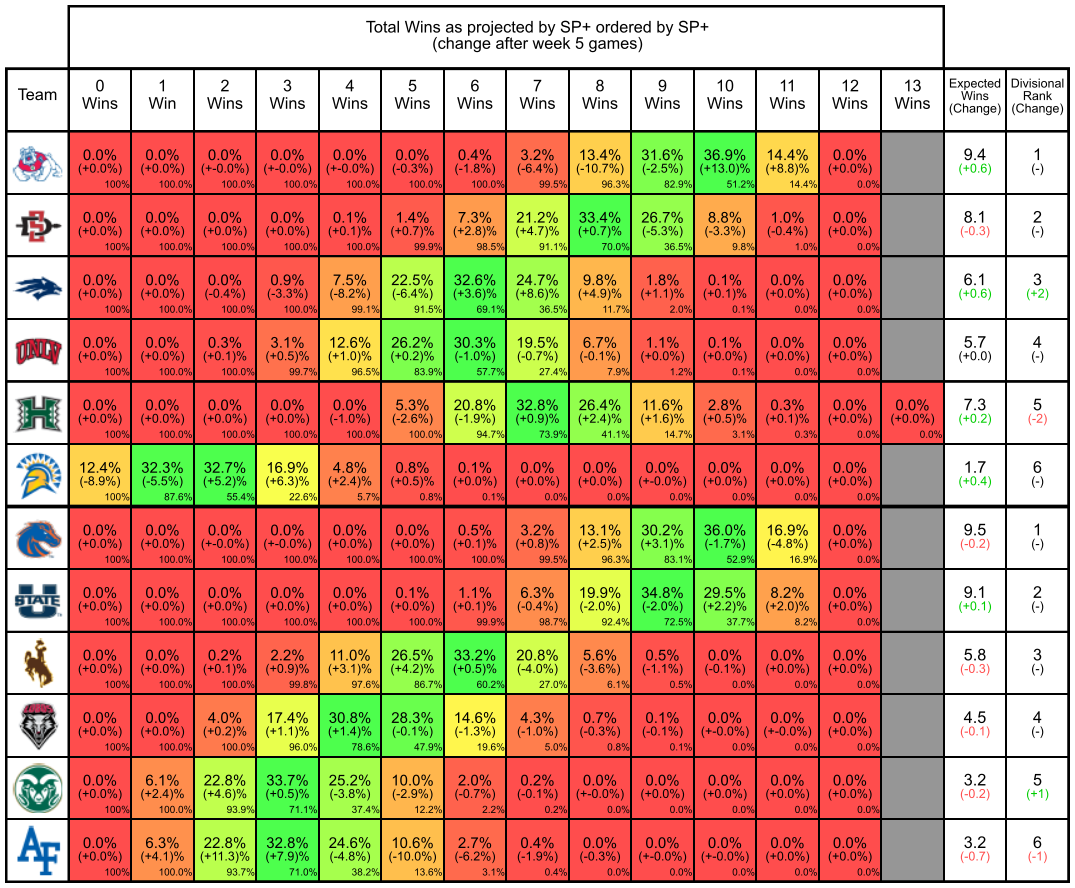 Total Wins as projected by SP+ ordered by SP+
(change after week 5 games)
Team
0 Wins
1 Win
2 Wins
3 Wins
4 Wins
5 Wins
6 Wins
7 Wins
8 Wins
9 Wins
10 Wins
11 Wins
12 Wins
13 Wins
Expected Wins (Change)
Divisional Rank (Change)
0.0% 0.0% 0.0% 0.0% 0.0% 0.0% 0.4% 3.2% 13.4% 31.6% 36.9% 14.4% 0.0% 9.4 1
(+0.0%) (+0.0%) (+-0.0%) (+-0.0%) (+-0.0%) (-0.3%) (-1.8%) (-6.4%) (-10.7%) (-2.5%) (+13.0)% (+8.8)% (+0.0%) (+0.6) (-)
100% 100.0% 100.0% 100.0% 100.0% 100.0% 100.0% 99.5% 96.3% 82.9% 51.2% 14.4% 0.0%
SD
0.0% 0.0% 0.0% 0.0% 0.1% 1.4% 7.3% 21.2% 33.4% 26.7% 8.8% 1.0% 0.0% 8.1 2
(+0.0%) (+0.0%) (+0.0%) (+0.0%) (+0.1)% (+0.7)% (+2.8)% (+4.7)% (+0.7)% (-5.3%) (-3.3%) (-0.4%) (+0.0%) (-0.3) (-)
100% 100.0% 100.0% 100.0% 100.0% 99.9% 98.5% 91.1% 70.0% 36.5% 9.8% 1.0% 0.0%
0.0% 0.0% 0.0% 0.9% 7.5% 22.5% 32.6% 24.7% 9.8% 1.8% 0.1% 0.0% 0.0% 6.1 3
(+0.0%) (+0.0%) (-0.4%) (-3.3%) (-8.2%) (-6.4%) (+3.6)% (+8.6)% (+4.9)% (+1.1)% (+0.1)% (+0.0%) (+0.0%) (+0.6) (+2)
100% 100.0% 100.0% 100.0% 99.1% 91.5% 69.1% 36.5% 11.7% 2.0% 0.1% 0.0% 0.0%
UNLV
0.0% 0.0% 0.3% 3.1% 12.6% 26.2% 30.3% 19.5% 6.7% 1.1% 0.1% 0.0% 0.0% 5.7 4
(+0.0%) (+0.0%) (+0.1)% (+0.5)% (+1.0)% (+0.2)% (-1.0%) (-0.7%) (-0.1%) (+0.0%) (+0.0%) (+0.0%) (+0.0%) (+0.0) (-)
100% 100.0% 100.0% 99.7% 96.5% 83.9% 57.7% 27.4% 7.9% 1.2% 0.1% 0.0% 0.0%
H
0.0% 0.0% 0.0% 0.0% 0.0% 5.3% 20.8% 32.8% 26.4% 11.6% 2.8% 0.3% 0.0% 0.0% 7.3 5
(+0.0%) (+0.0%) (+0.0%) (+0.0%) (-1.0%) (-2.6%) (-1.9%) (+0.9)% (+2.4)% (+1.6)% (+0.5)% (+0.1)% (+0.0%) (+0.0%) (+0.2) (-2)
100% 100.0% 100.0% 100.0% 100.0% 100.0% 94.7% 73.9% 41.1% 14.7% 3.1% 0.3% 0.0% 0.0%
12.4% 32.3% 32.7% 16.9% 4.8% 0.8% 0.1% 0.0% 0.0% 0.0% 0.0% 0.0% 0.0% 1.7 6
(-8.9%) (-5.5%) (+5.2)% (+6.3)% (+2.4)% (+0.5)% (+0.0%) (+0.0%) (+0.0%) (+-0.0%) (+0.0%) (+0.0%) (+0.0%) (+0.4) (-)
100% 87.6% 55.4% 22.6% 5.7% 0.8% 0.1% 0.0% 0.0% 0.0% 0.0% 0.0% 0.0%
0.0% 0.0% 0.0% 0.0% 0.0% 0.0% 0.5% 3.2% 13.1% 30.2% 36.0% 16.9% 0.0% 9.5 1
(+0.0%) (+0.0%) (+-0.0%) (+0.0%) (+0.0%) (+0.0%) (+0.1)% (+0.8)% (+2.5)% (+3.1)% (-1.7%) (-4.8%) (+0.0%) (-0.2) (-)
100% 100.0% 100.0% 100.0% 100.0% 100.0% 100.0% 99.5% 96.3% 83.1% 52.9% 16.9% 0.0%
U STATE
0.0% 0.0% 0.0% 0.0% 0.0% 0.1% 1.1% 6.3% 19.9% 34.8% 29.5% 8.2% 0.0% 9.1 2
(+0.0%) (+0.0%) (+0.0%) (+0.0%) (+0.0%) (+0.0%) (+0.1)% (-0.4%) (-2.0%) (-2.0%) (+2.2)% (+2.0)% (+0.0%) (+0.1) (-)
100% 100.0% 100.0% 100.0% 100.0% 100.0% 99.9% 98.7% 92.4% 72.5% 37.7% 8.2% 0.0%
0.0% 0.0% 0.2% 2.2% 11.0% 26.5% 33.2% 20.8% 5.6% 0.5% 0.0% 0.0% 0.0% 5.8 3
(+0.0%) (+0.0%) (+0.1)% (+0.9)% (+3.1)% (+4.2)% (+0.5)% (-4.0%) (-3.6%) (-1.1%) (-0.1%) (+0.0%) (+0.0%) (-0.3) (-)
100% 100.0% 100.0% 99.8% 97.6% 86.7% 60.2% 27.0% 6.1% 0.5% 0.0% 0.0% 0.0%
0.0% 0.0% 4.0% 17.4% 30.8% 28.3% 14.6% 4.3% 0.7% 0.1% 0.0% 0.0% 0.0% 4.5 4
(+0.0%) (+0.0%) (+0.2)% (+1.1)% (+1.4)% (-0.1%) (-1.3%) (-1.0%) (-0.3%) (-0.1%) (+-0.0%) (+-0.0%) (+0.0%) (-0.1) (-)
100% 100.0% 100.0% 96.0% 78.6% 47.9% 19.6% 5.0% 0.8% 0.1% 0.0% 0.0% 0.0%
0.0% 6.1% 22.8% 33.7% 25.2% 10.0% 2.0% 0.2% 0.0% 0.0% 0.0% 0.0% 0.0% 3.2 5
(+0.0%) (+2.4)% (+4.6)% (+0.5)% (-3.8%) (-2.9%) (-0.7%) (-0.1%) (+-0.0%) (+0.0%) (+0.0%) (+0.0%) (+0.0%) (-0.2) (+1)
100% 100.0% 93.9% 71.1% 37.4% 12.2% 2.2% 0.2% 0.0% 0.0% 0.0% 0.0% 0.0%
AF
0.0% 6.3% 22.8% 32.8% 24.6% 10.6% 2.7% 0.4% 0.0% 0.0% 0.0% 0.0% 0.0% 3.2 6
(+0.0%) (+4.1)% (+11.3)% (+7.9)% (-4.8%) (-10.0%) (-6.2%) (-1.9%) (-0.3%) (+-0.0%) (+-0.0%) (+0.0%) (+0.0%) (-0.7) (-1)
100% 100.0% 93.7% 71.0% 38.2% 13.6% 3.1% 0.4% 0.0% 0.0% 0.0% 0.0% 0.0%